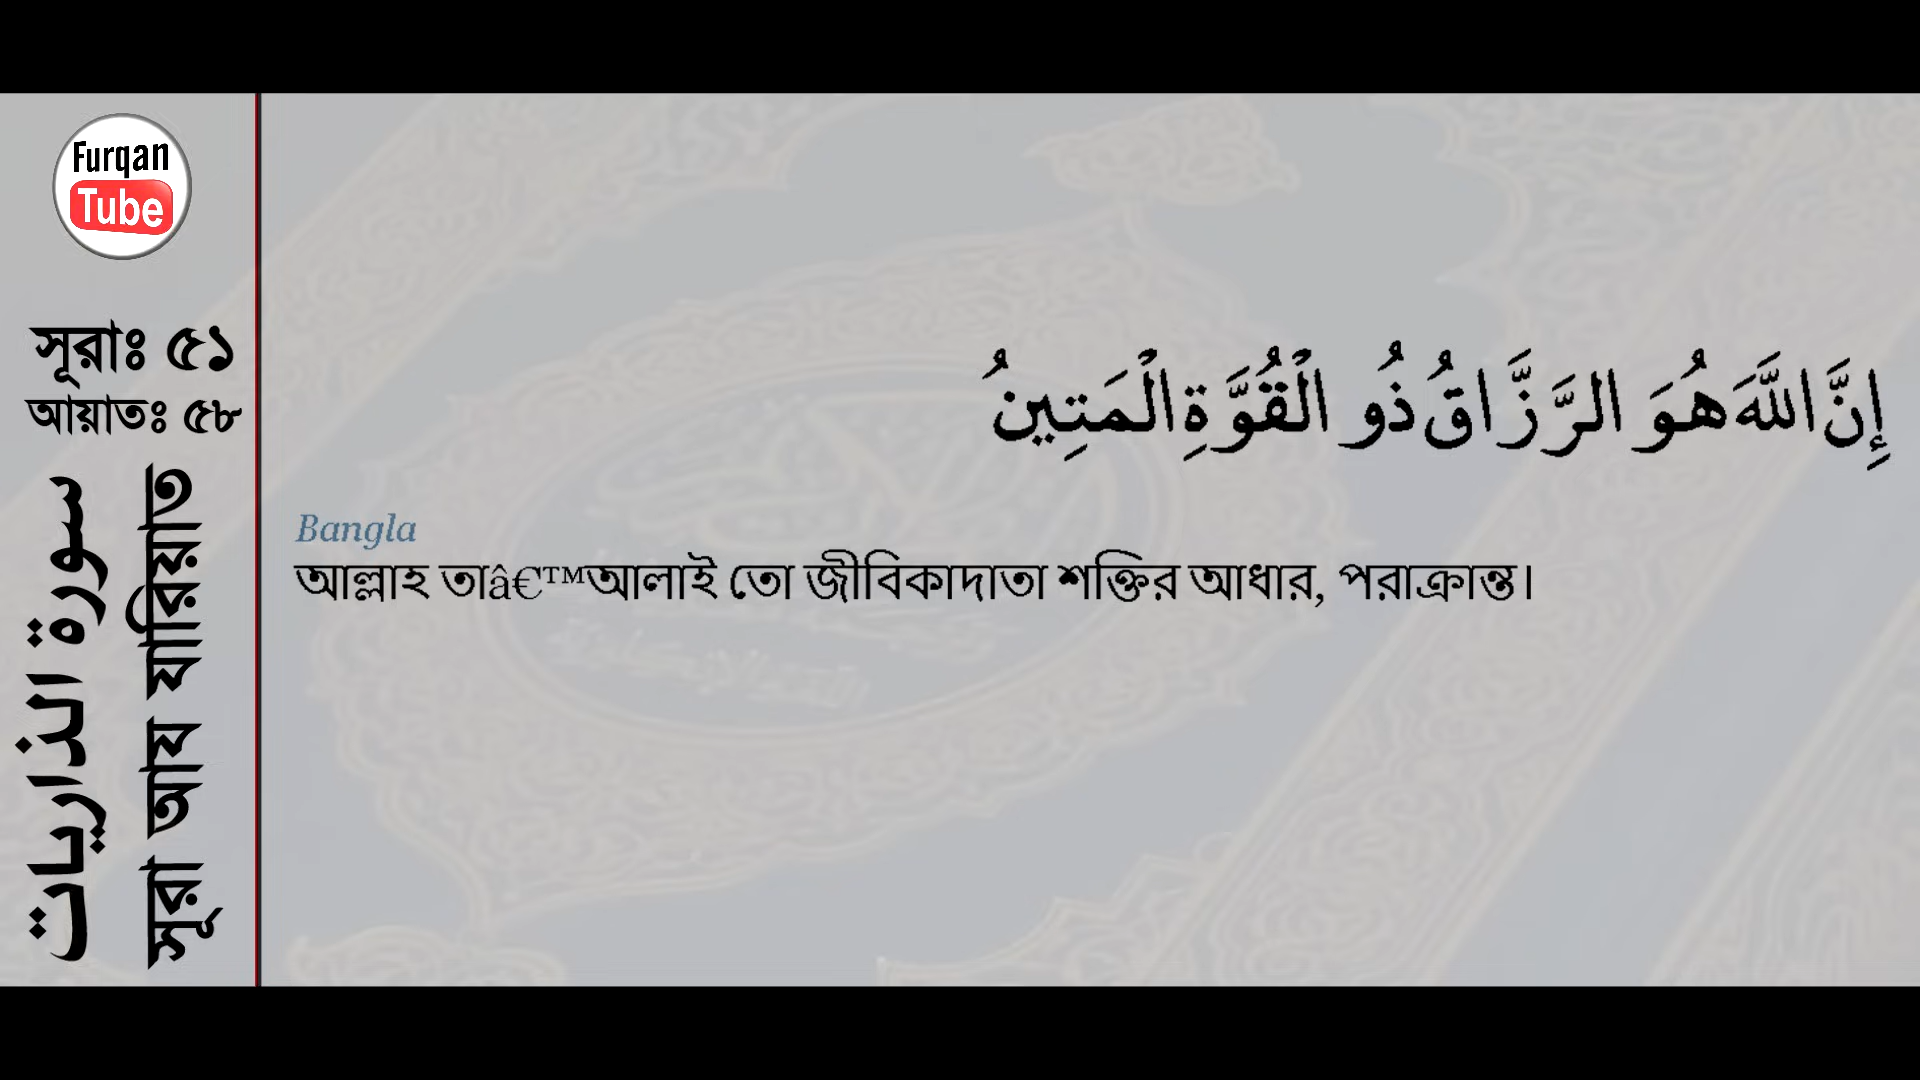 Furqan
Tube
সূরাঃ ৫১
আয়াতঃ ৫৮
سورة الذاريات
সূরা আয যারিয়াত
إِنَّ اللَّهَ هُوَ الرَّزَّاقُ ذُو الْقُوَّةِ الْمَتِينُ
Bangla
আল্লাহ তাâ€™আলাই তো জীবিকাদাতা শক্তির আধার, পরাক্রান্ত।